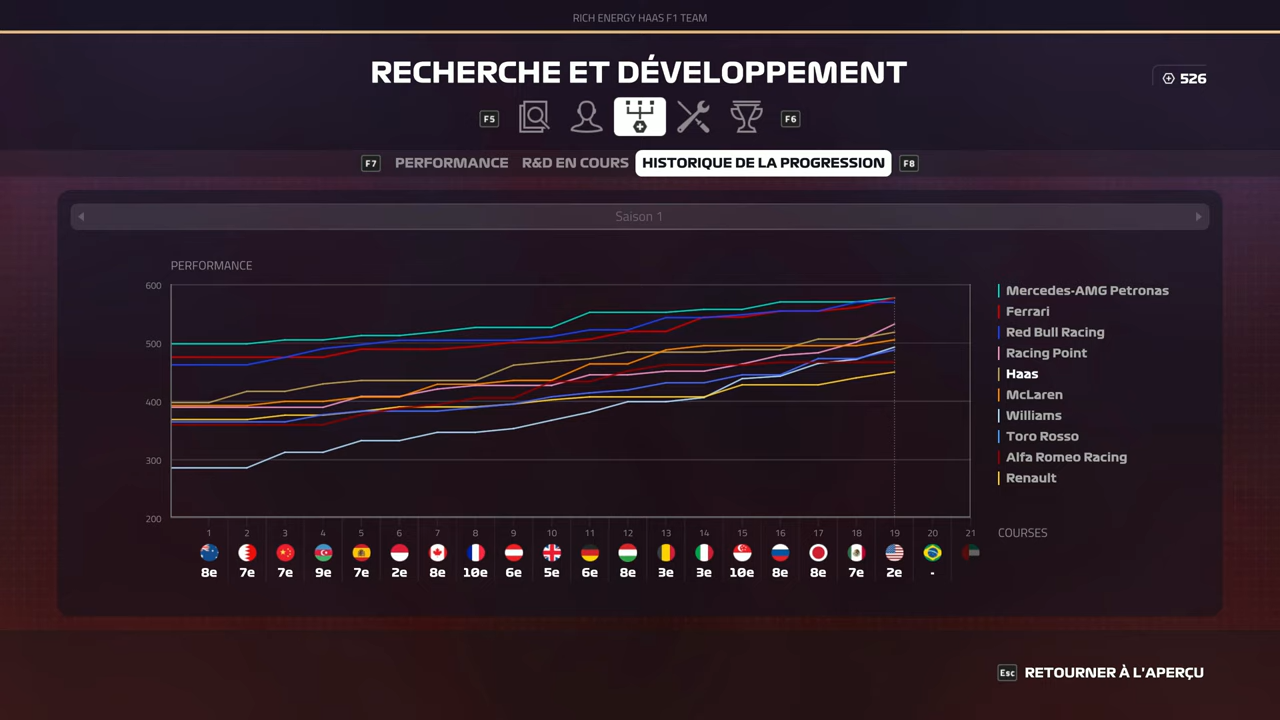 RICH ENERGY HAAS F1 TEAM
RECHERCHE ET DÉVELOPPEMENT
526
F5 F6
F7 PERFORMANCE R&D EN COURS HISTORIQUE DE LA PROGRESSION F8
Saison 1
PERFORMANCE
600
500
400
300
200
Mercedes-AMG Petronas
Ferrari
Red Bull Racing
Racing Point
Haas
McLaren
Williams
Toro Rosso
Alfa Romeo Racing
Renault
1 2 3 4 5 6 7 8 9 10 11 12 13 14 15 16 17 18 19 20 21 COURSES
8e 7e 7e 9e 7e 2e 8e 10e 6e 5e 6e 8e 3e 3e 10e 8e 8e 7e 2e -
Esc RETOURNER À L'APERÇU